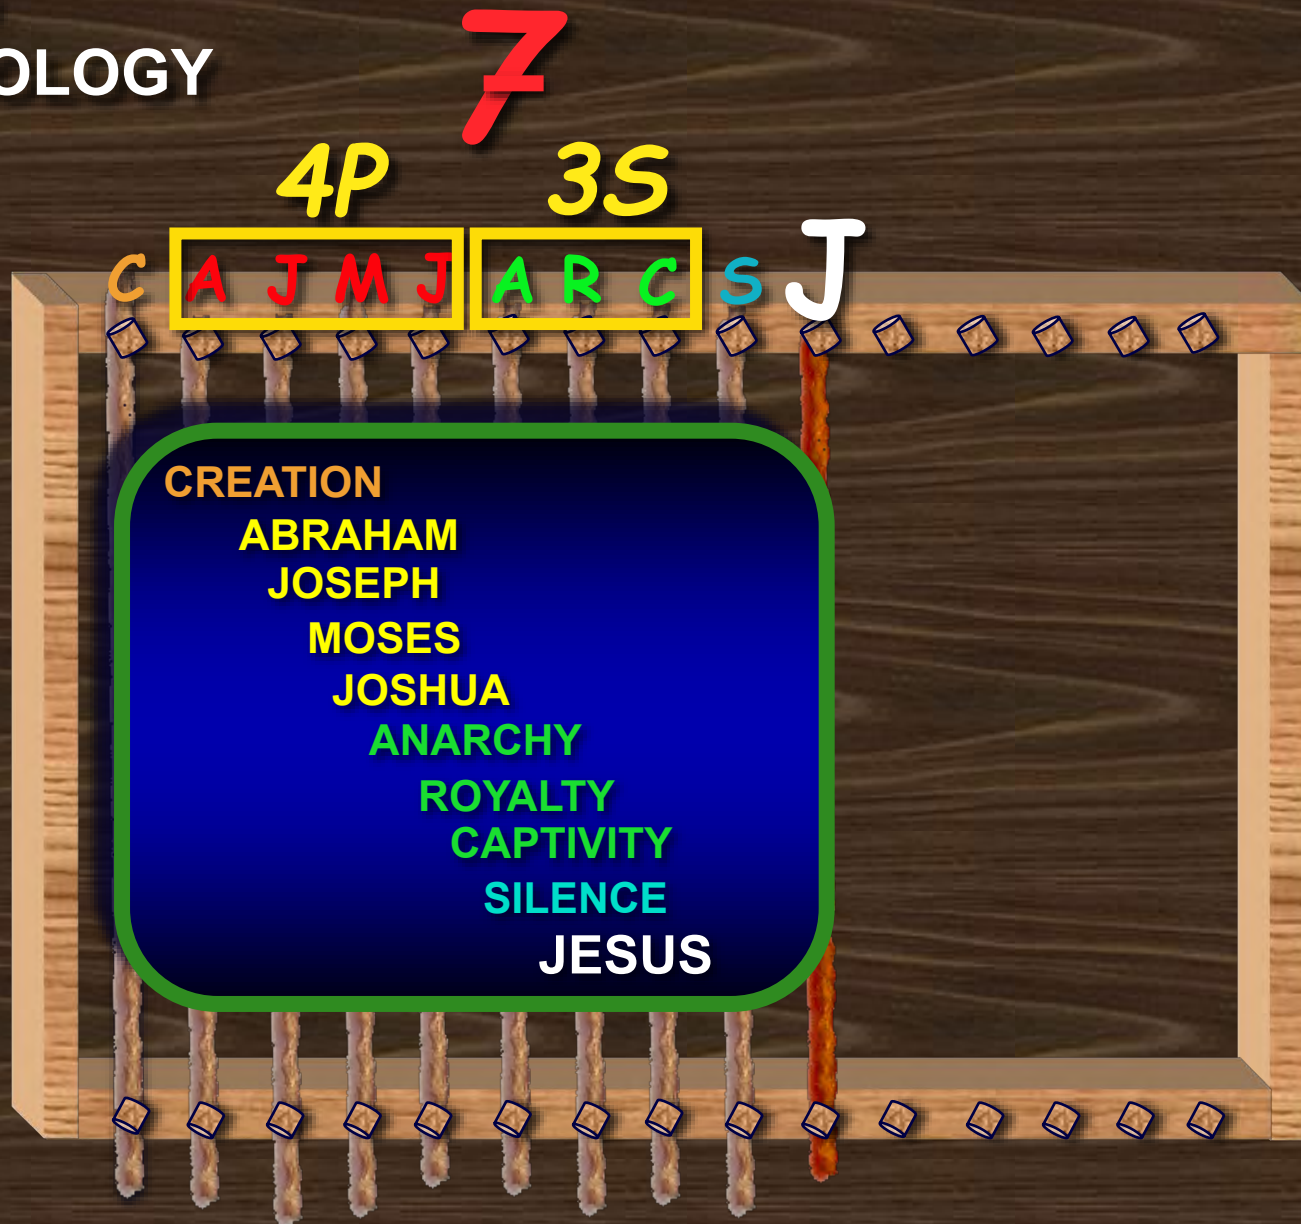 OLOGY
7
4P 3S
C A J M J A R C S J
CREATION
ABRAHAM
JOSEPH
MOSES
JOSHUA
ANARCHY
ROYALTY
CAPTIVITY
SILENCE
JESUS